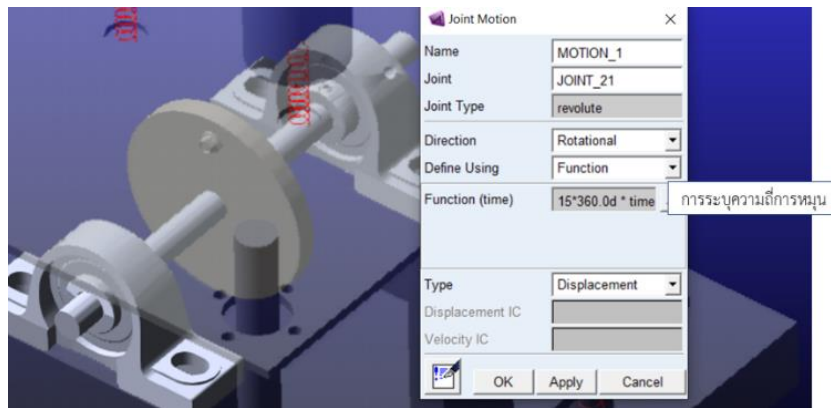 Joint Motion
Name MOTION_1
Joint JOINT_21
Joint Type revolute
Direction Rotational
Define Using Function
Function (time) 15*360.0d * time
การระบุความถี่การหมุน
Type Displacement
Displacement IC
Velocity IC
OK Apply Cancel